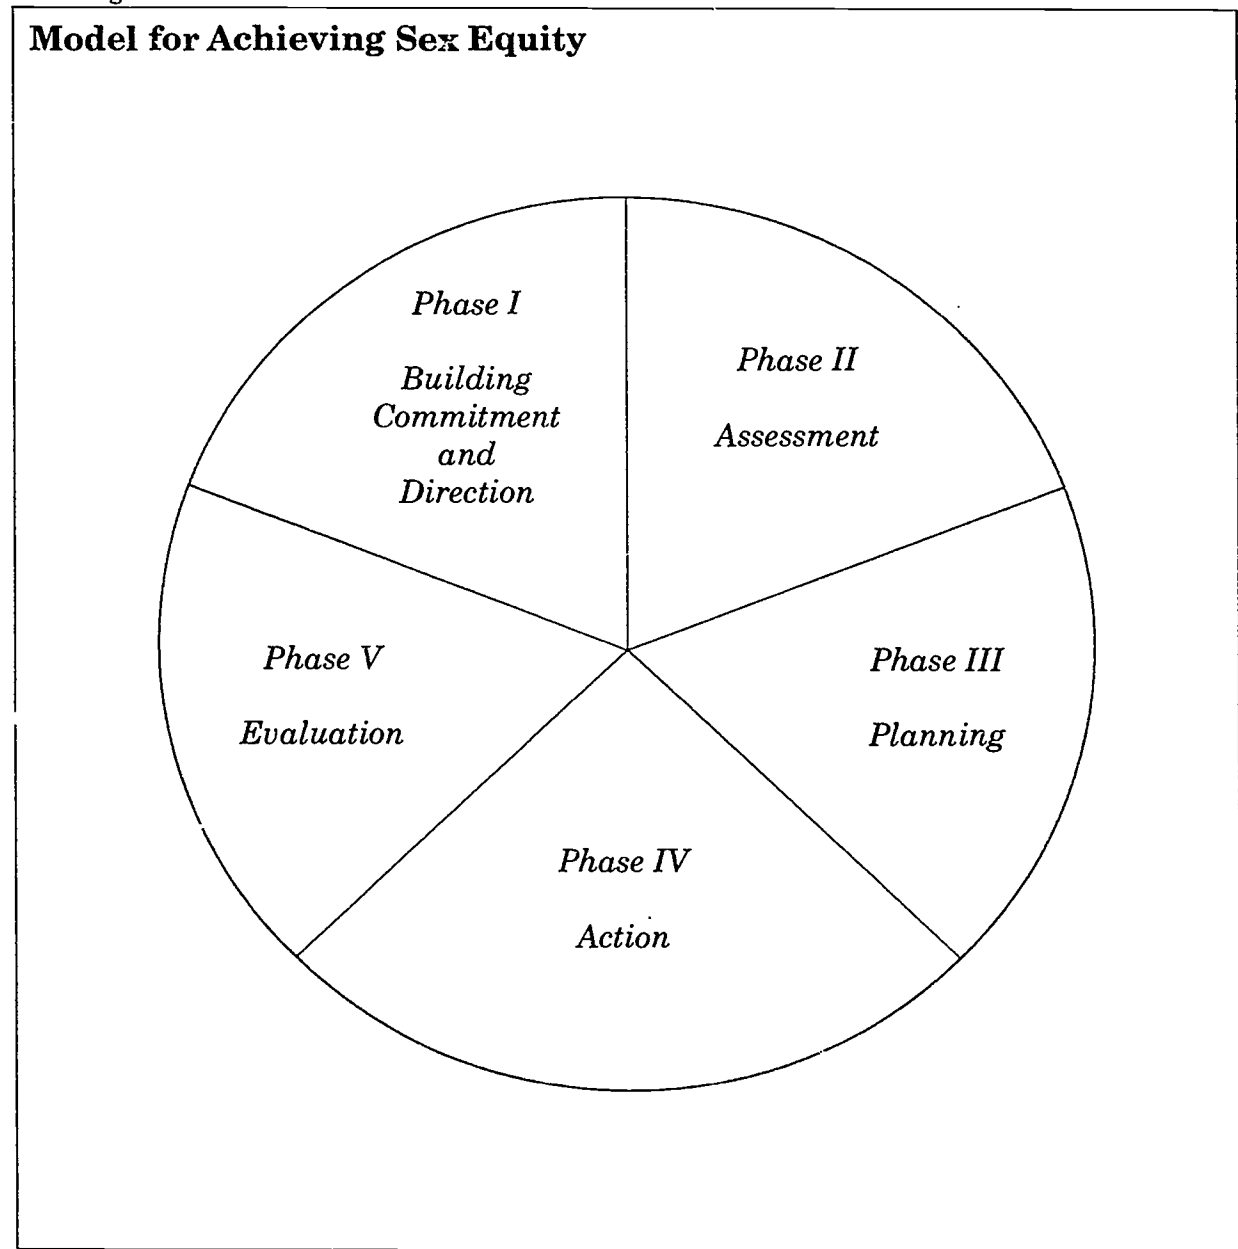 Model for Achieving Sex Equity
Phase I
Building
Commitment
and
Direction
Phase II
Assessment
Phase III
Planning
Phase IV
Action
Phase V
Evaluation